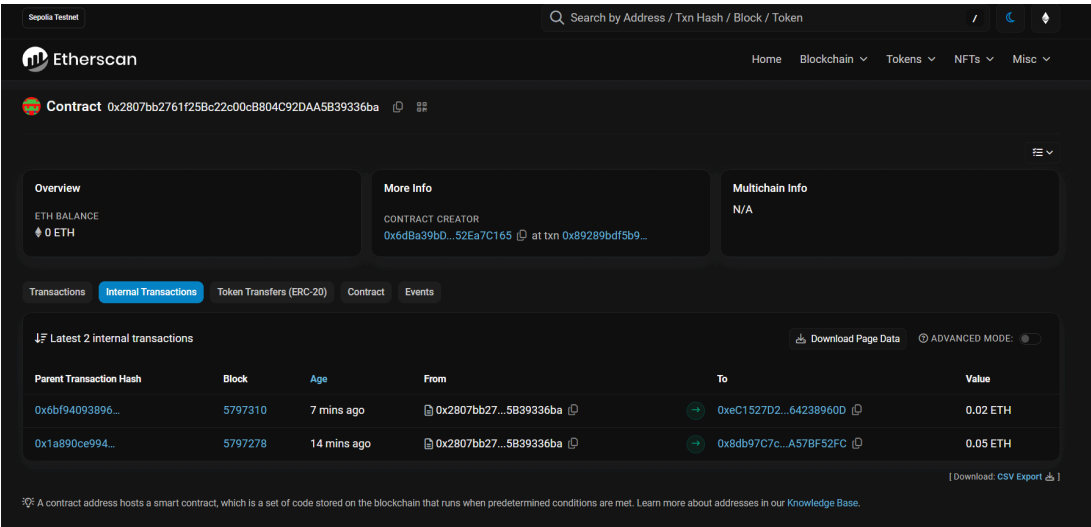 Sepolia Testnet
Search by Address / Txn Hash / Block / Token
/
Etherscan
Home Blockchain Tokens NFTs Misc
Contract 0x2807bb2761f25Bc22c00cB804C92DAA5B39336ba
Overview
ETH BALANCE
0 ETH
More Info
CONTRACT CREATOR
0x6dBa39bD...52Ea7C165 at txn 0x89289bdf5b9...
Multichain Info
N/A
Transactions Internal Transactions Token Transfers (ERC-20) Contract Events
Latest 2 internal transactions
Download Page Data ADVANCED MODE:
Parent Transaction Hash Block Age From To Value
0x6bf94093896... 5797310 7 mins ago 0x2807bb27...5B39336ba 0xeC1527D2...64238960D 0.02 ETH
0x1a890ce994... 5797278 14 mins ago 0x2807bb27...5B39336ba 0x8db97C7c...A57BF52FC 0.05 ETH
[ Download: CSV Export ]
A contract address hosts a smart contract, which is a set of code stored on the blockchain that runs when predetermined conditions are met. Learn more about addresses in our Knowledge Base.